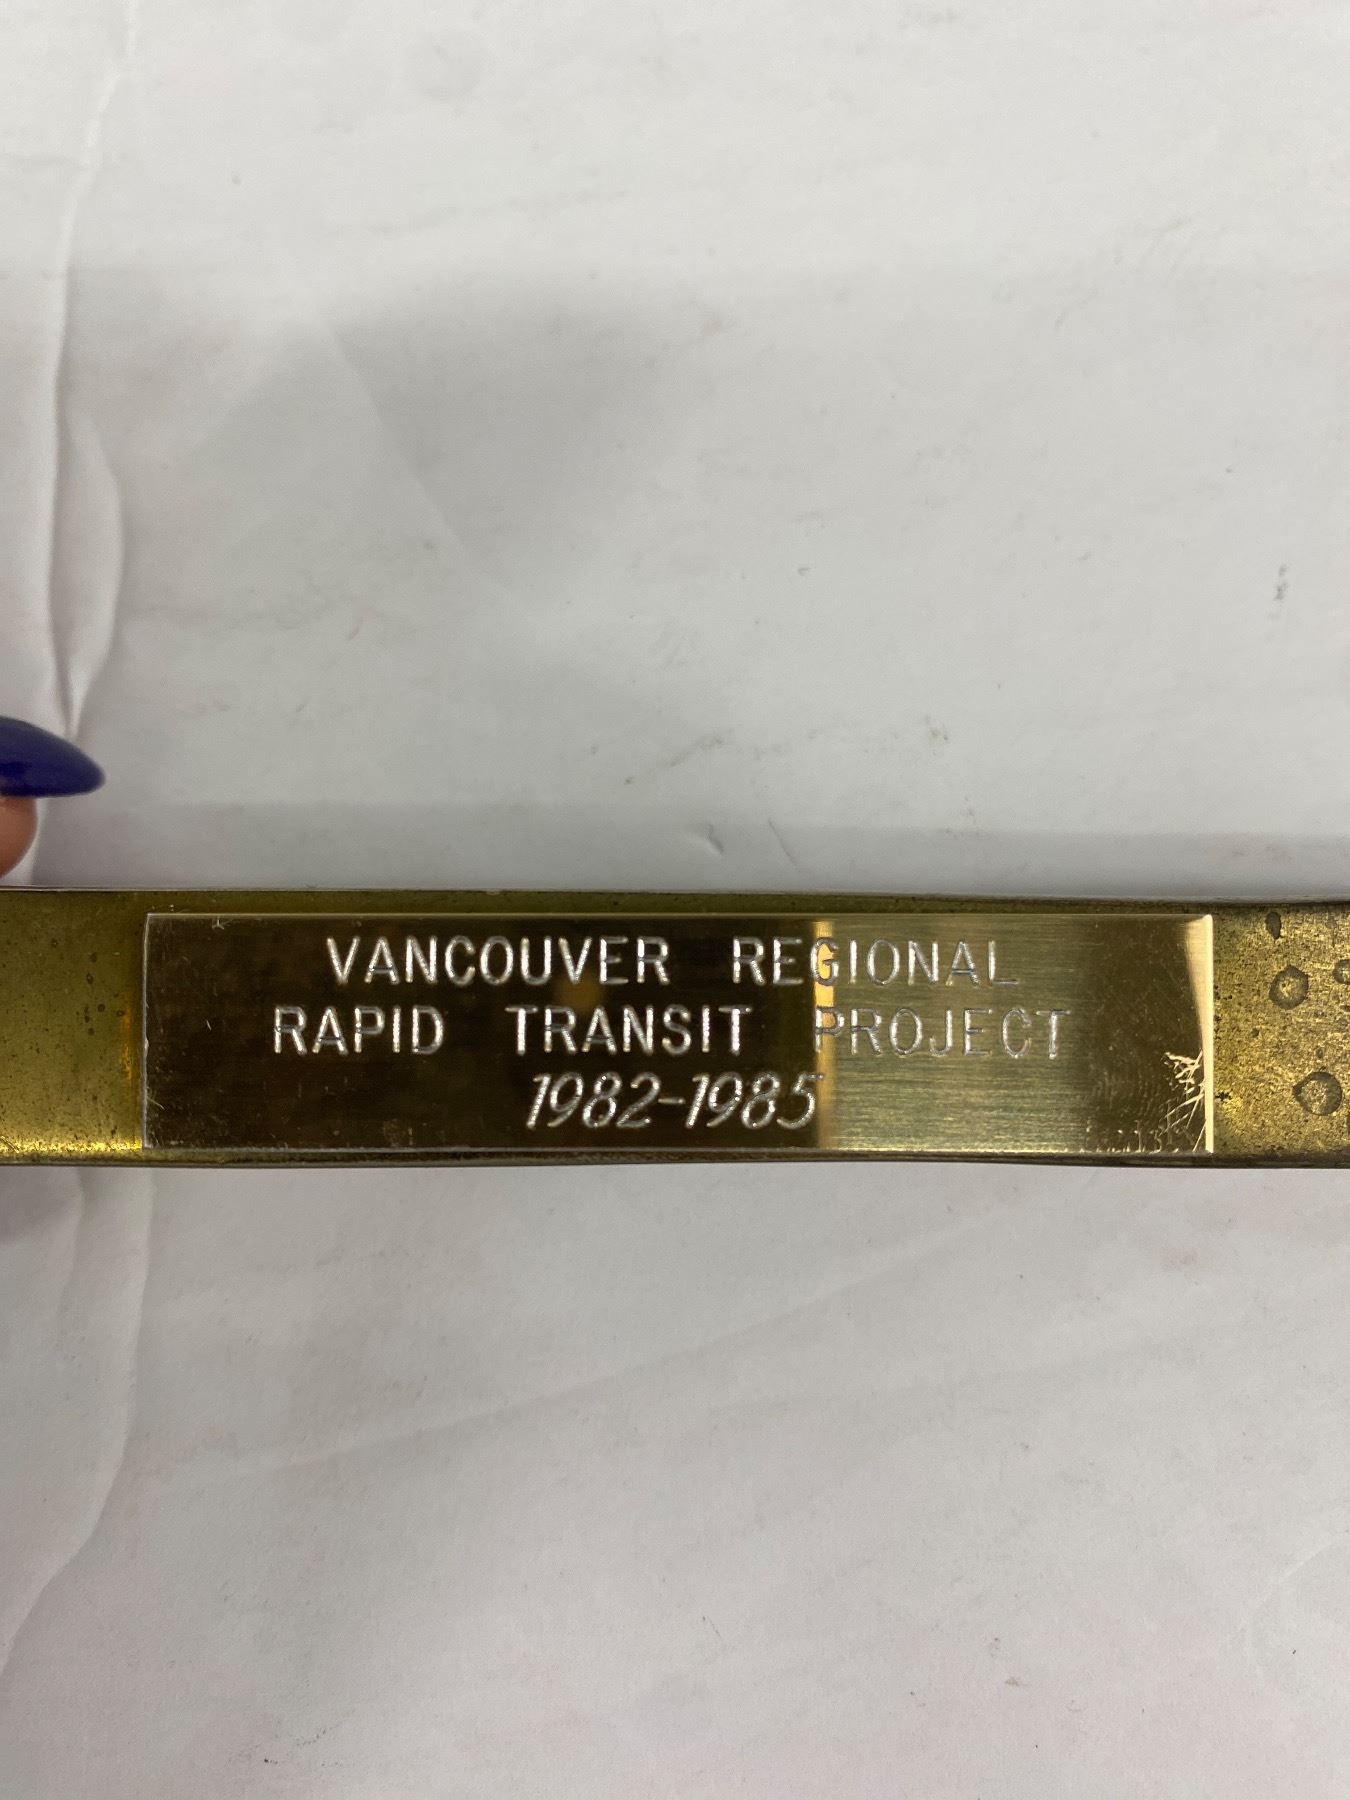 VANCOUVER REGIONAL
RAPID TRANSIT PROJECT
1982-1985